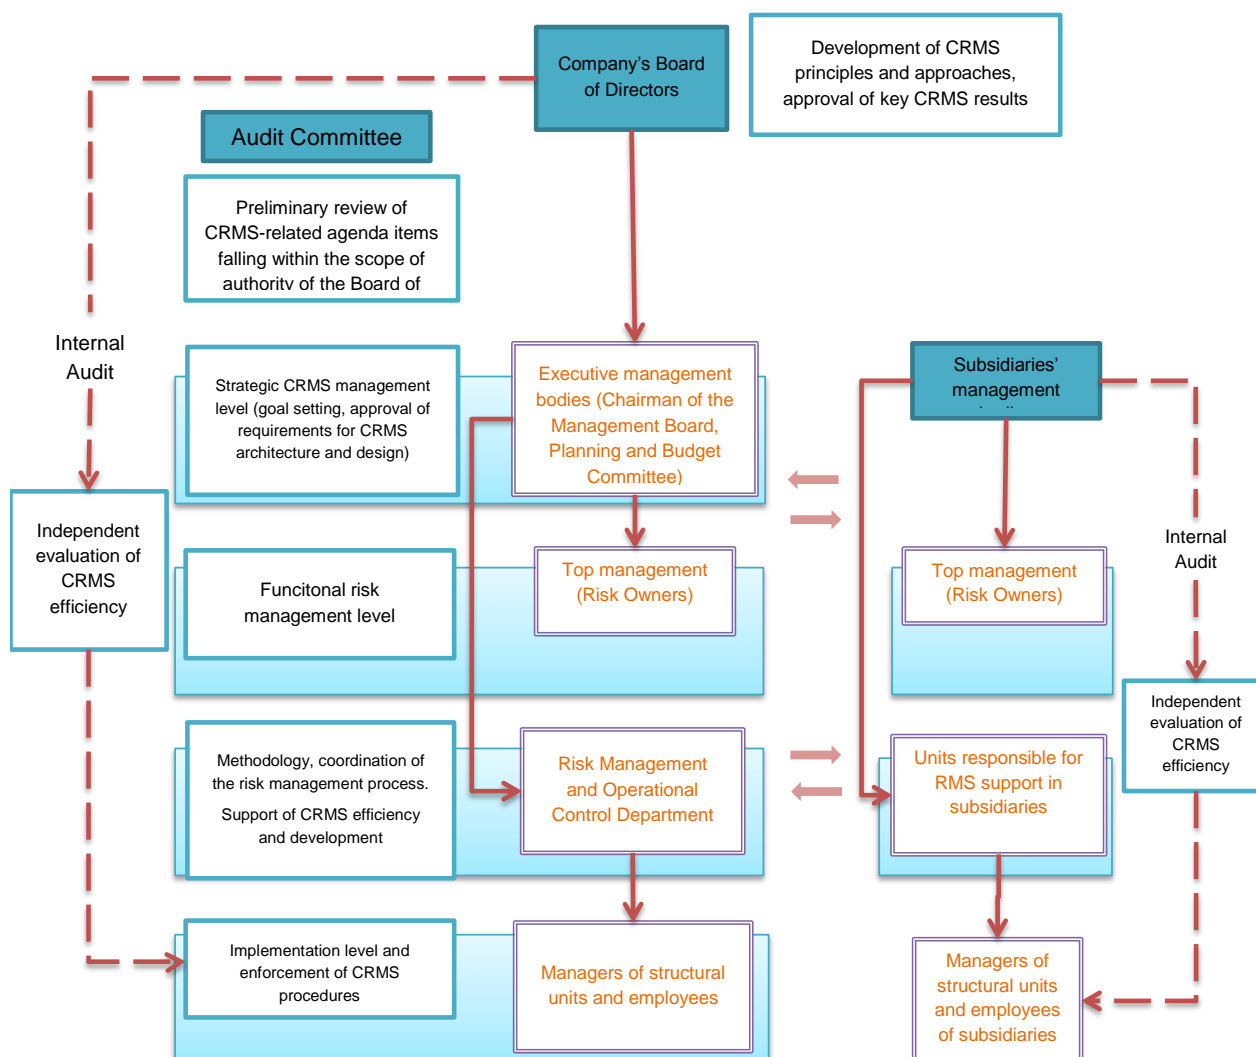 Company's Board
of Directors
Development of CRMS
principles and approaches,
approval of key CRMS results
Audit Committee
Preliminary review of
CRMS-related agenda items
falling within the scope of
authority of the Board of
Internal
Audit
Strategic CRMS management
level (goal setting, approval of
requirements for CRMS
architecture and design)
Executive management
bodies (Chairman of the
Management Board,
Planning and Budget
Committee)
Subsidiaries'
management
Independent
evaluation of
CRMS
efficiency
Funcitonal risk
management level
Top management
(Risk Owners)
Top management
(Risk Owners)
Internal
Audit
Methodology, coordination of
the risk management process.
Support of CRMS efficiency
and development
Risk Management
and Operational
Control Department
Units responsible for
RMS support in
subsidiaries
Independent
evaluation of
CRMS
efficiency
Implementation level and
enforcement of CRMS
procedures
Managers of structural
units and employees
Managers of
structural units
and employees
of subsidiaries